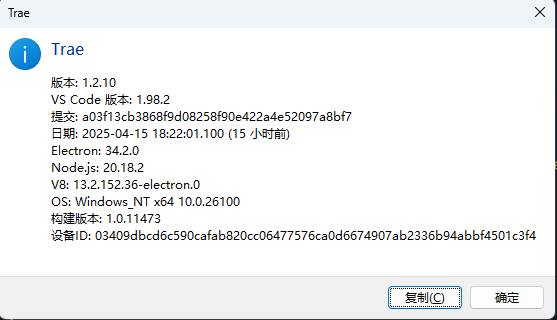 Trae
Trae
版本: 1.2.10
VS Code 版本: 1.98.2
提交: a03f13cb3868f9d08258f90e422a4e52097a8bf7
日期: 2025-04-15 18:22:01.100 (15 小时前)
Electron: 34.2.0
Node.js: 20.18.2
V8: 13.2.152.36-electron.0
OS: Windows_NT x64 10.0.26100
构建版本: 1.0.11473
设备ID: 03409dbcd6c590cafab820cc06477576ca0d6674907ab2336b94abbf4501c3f4
复制(C)
确定